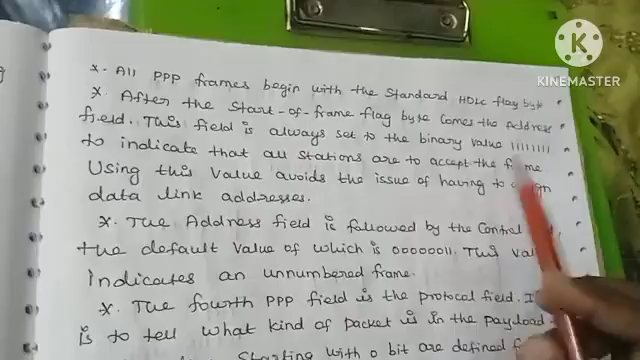 KINEMASTER
x. All PPP frames begin with the Standard HDLC flag byte
x. After the Start-of-frame flag byte comes the Address
field. This field is always set to the binary value 11111111
to indicate that all stations are to accept the frame
Using this value avoids the issue of having to
data link addresses.
x. The Address field is followed by the Control
the default value of which is 00000011. This
indicates an unnumbered frame.
x. The fourth PPP field is the protocol field.
is to tell what kind of packet is in the payload
Starting with 0 bit are defined